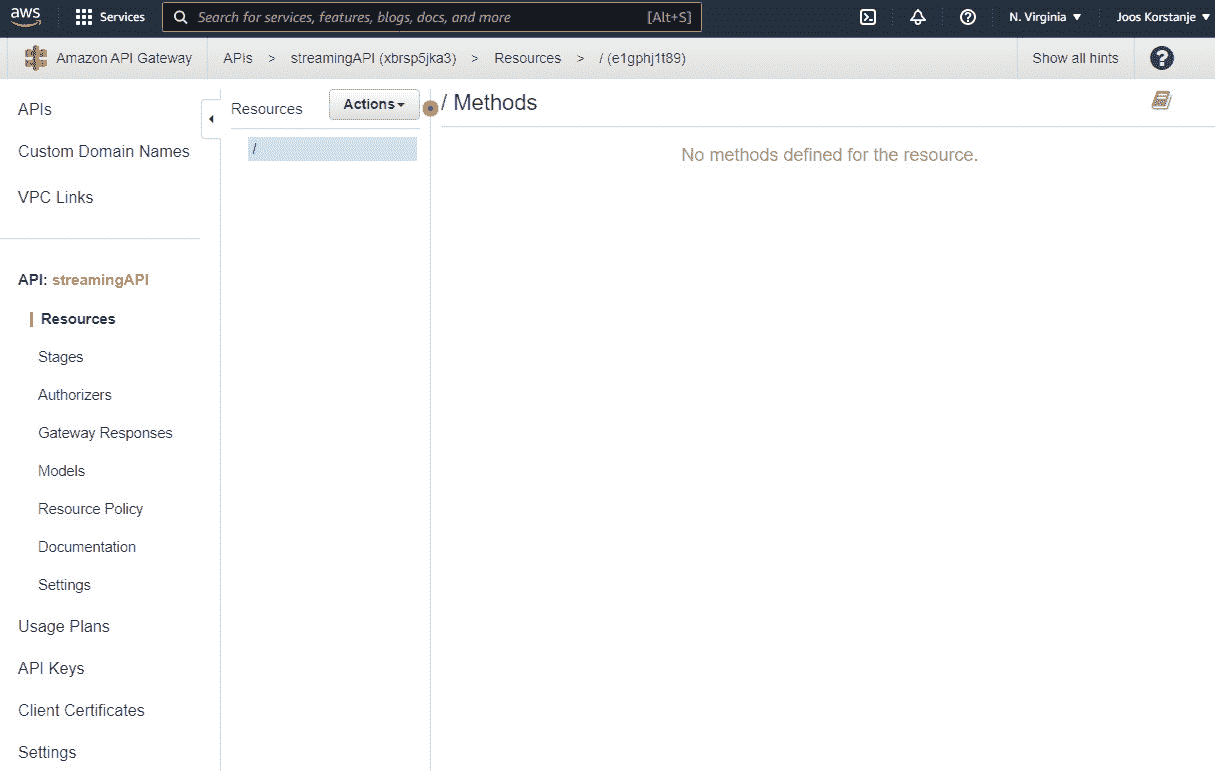 aws Services Search for services, features, blogs, docs, and more [Alt+S] N. Virginia Joos Korstanje
Amazon API Gateway APIs > streamingAPI (xbrsp5jka3) > Resources > / (e1gphj1t89) Show all hints ?
APIs
Custom Domain Names
VPC Links
API: streamingAPI
Resources
Stages
Authorizers
Gateway Responses
Models
Resource Policy
Documentation
Settings
Usage Plans
API Keys
Client Certificates
Settings
Resources Actions
/
/ Methods
No methods defined for the resource.